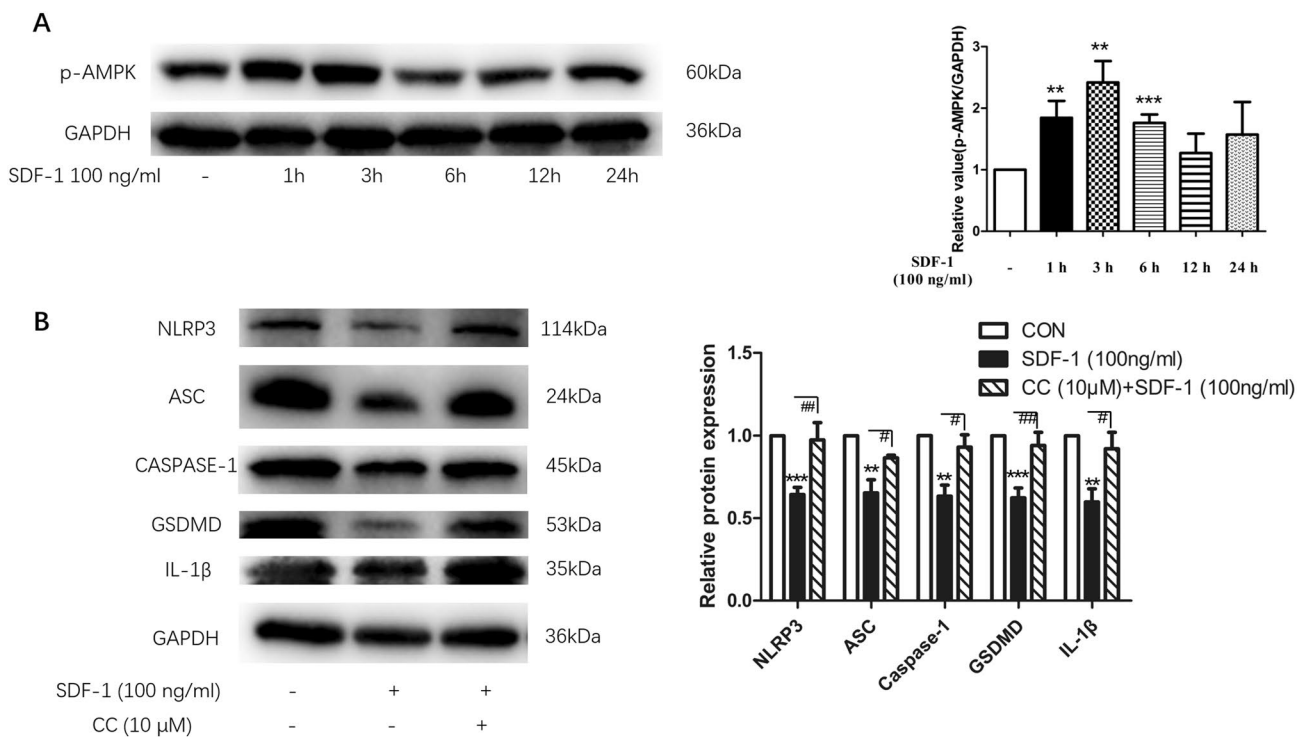 A
p-AMPK
60kDa
GAPDH
36kDa
SDF-1 100 ng/ml - 1h 3h 6h 12h 24h
Relative value(p-AMPK/GAPDH)
3
2
1
0
**
**
***
SDF-1
(100 ng/ml)
- 1 h 3 h 6 h 12 h 24 h
B
NLRP3 114kDa
ASC 24kDa
CASPASE-1 45kDa
GSDMD 53kDa
IL-1β 35kDa
GAPDH 36kDa
SDF-1 (100 ng/ml) - + +
CC (10 μM) - - +
CON
SDF-1 (100ng/ml)
CC (10μM)+SDF-1 (100ng/ml)
Relative protein expression
1.5
1.0
0.5
0.0
## # # ## #
*** ** ** *** **
NLRP3
ASC
Caspase-1
GSDMD
IL-1β